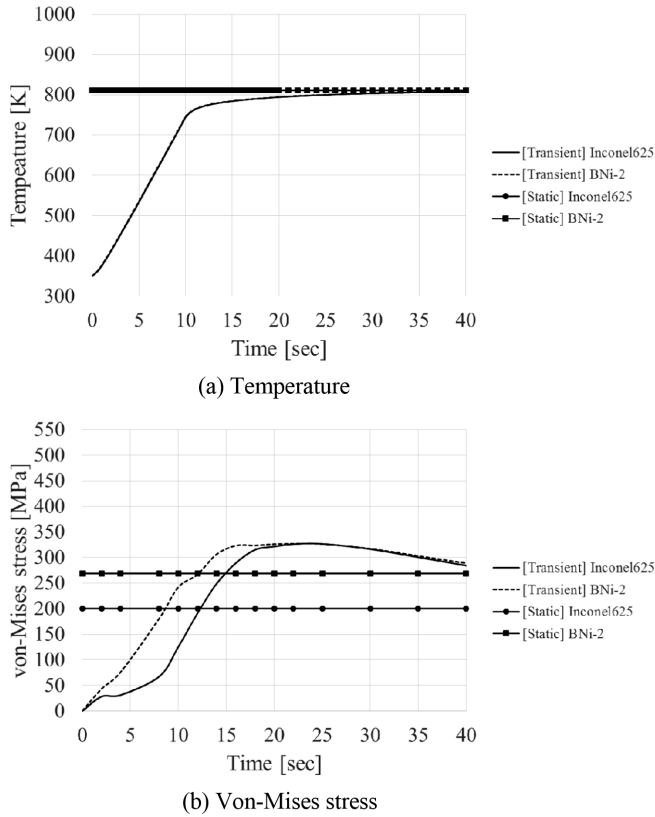 1000
900
800
700
600
500
400
300
Tempeature [K]
0 5 10 15 20 25 30 35 40
Time [sec]
[Transient] Inconel625
[Transient] BNi-2
[Static] Inconel625
[Static] BNi-2
(a) Temperature
550
500
450
400
350
300
250
200
150
100
50
0
von-Mises stress [MPa]
0 5 10 15 20 25 30 35 40
Time [sec]
[Transient] Inconel625
[Transient] BNi-2
[Static] Inconel625
[Static] BNi-2
(b) Von-Mises stress